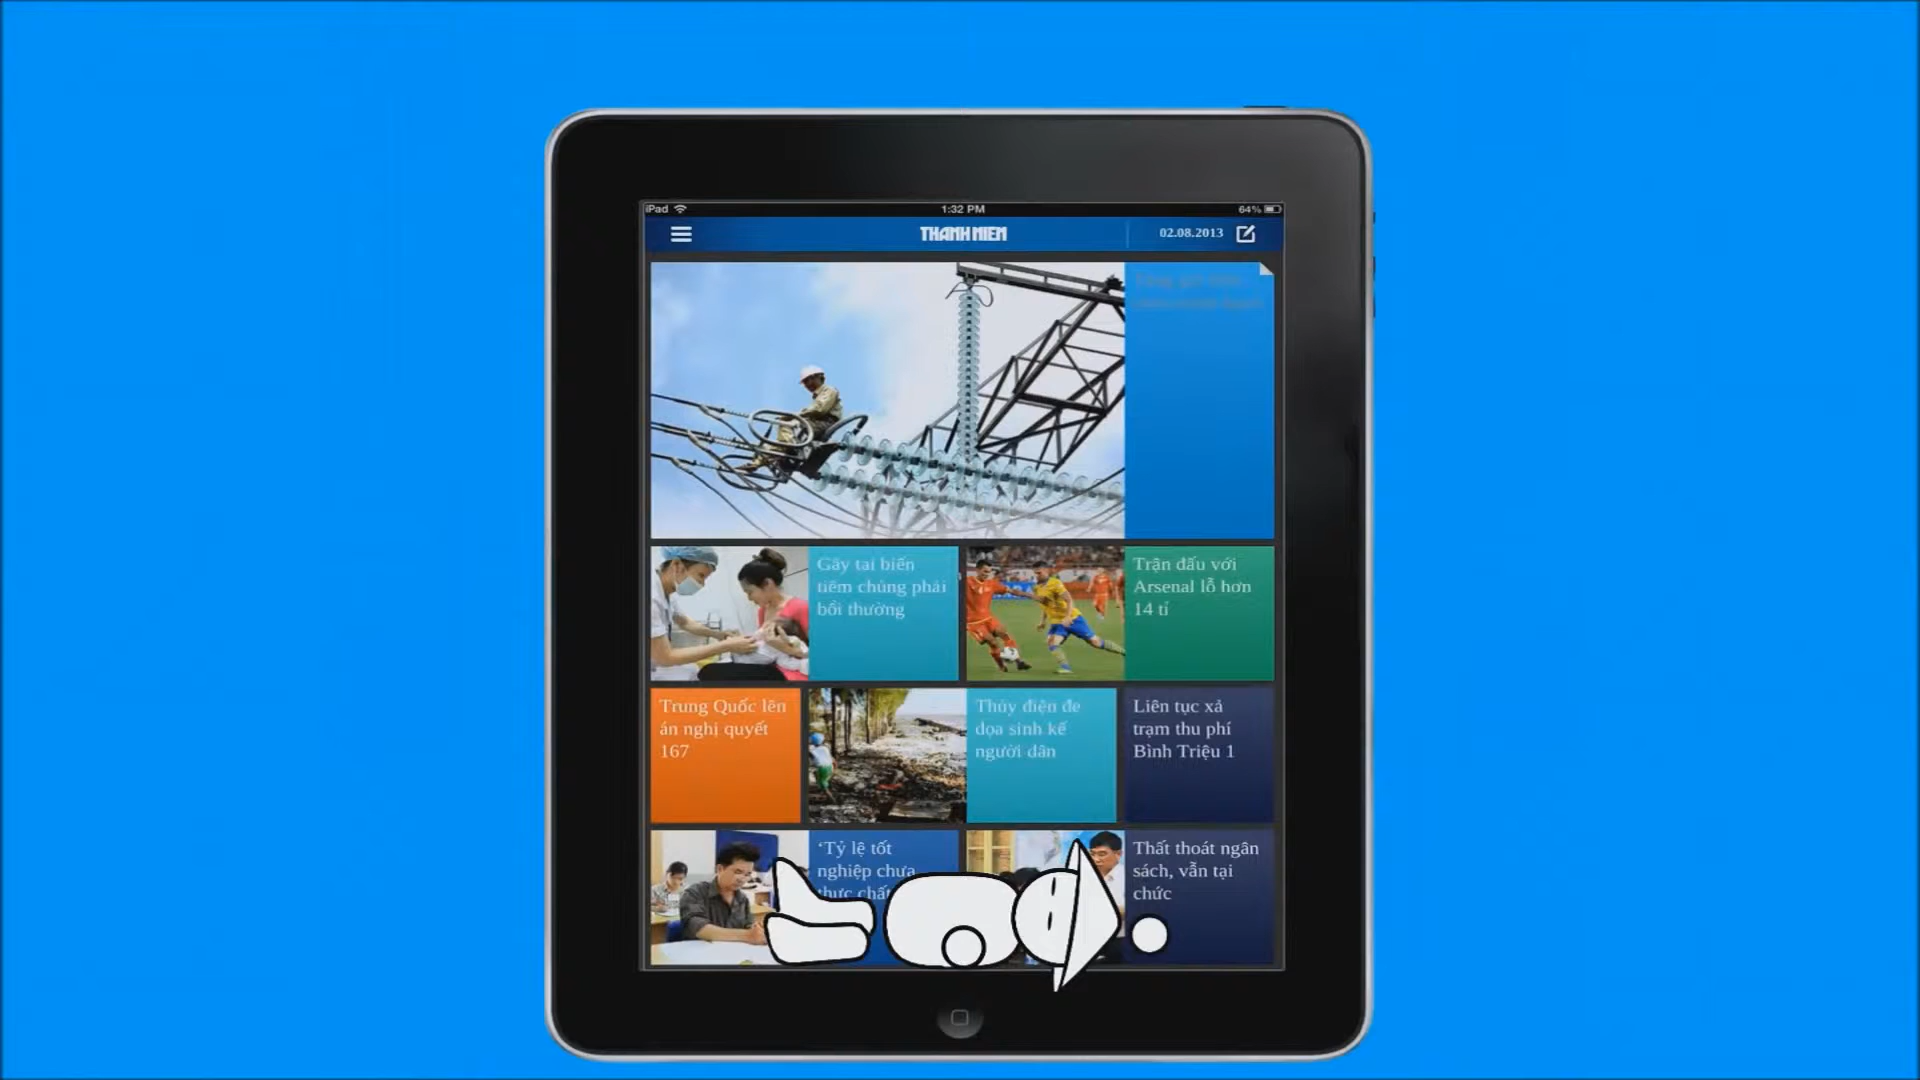 iPad
1:32 PM
64%
THANH NIEN
02.08.2013
Gây tai biến
tiêm chủng phải
bồi thường
Trận đấu với
Arsenal lỗ hơn
14 tỉ
Trung Quốc lên
án nghị quyết
167
Thủy điện đe
dọa sinh kế
người dân
Liên tục xả
trạm thu phí
Bình Triệu 1
‘Tỷ lệ tốt
nghiệp chưa
thực chất
Thất thoát ngân
sách, vẫn tại
chức